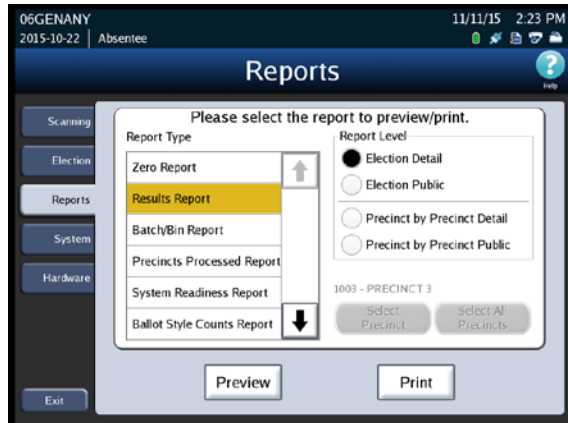 06GENANY
11/11/15 2:23 PM
2015-10-22 | Absentee
Reports
Help
Scanning
Election
Reports
System
Hardware
Exit
Please select the report to preview/print.
Report Type
Zero Report
Results Report
Batch/Bin Report
Precincts Processed Report
System Readiness Report
Ballot Style Counts Report
Report Level
Election Detail
Election Public
Precinct by Precinct Detail
Precinct by Precinct Public
1003 - PRECINCT 3
Select
Precinct
Select All
Precincts
Preview
Print